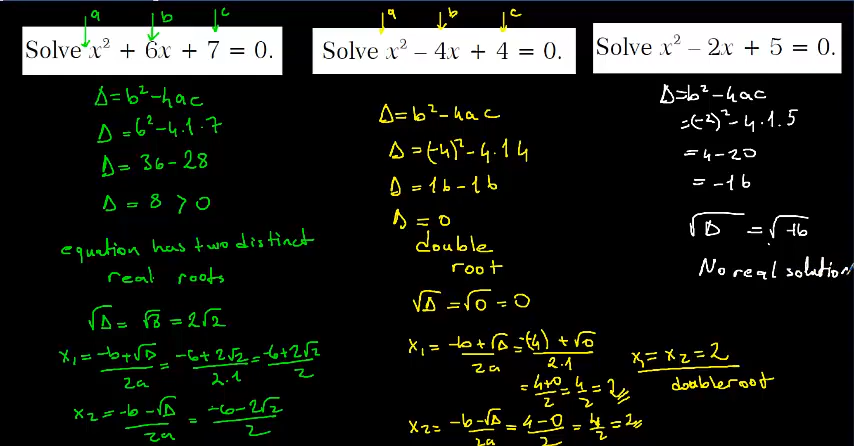 a b c
Solve x² + 6x + 7 = 0.
Δ=b²−4ac
Δ=6²−4.1.7
Δ= 36−28
Δ = 8 > 0
equation has two distinct
real roots
√Δ= √8 = 2√2
x₁=(−b+√Δ)/2a=(−6+2√2)/2.1=(−6+2√2)/2
x₂=(−b−√Δ)/2a=(−6−2√2)/2
a b c
Solve x² − 4x + 4 = 0.
Δ=b²−4ac
Δ=(−4)²−4.1 4
Δ = 16−16
Δ = 0
double
root
√Δ=√0=0
x₁=(−b+√Δ)/2a=(−(−4)+√0)/2.1
=(4+0)/2=4/2=2
x₂=(−b−√Δ)/2a=(4−0)/2=4/2=2
x₁=x₂=2
double root
Solve x² − 2x + 5 = 0.
Δ=b²−4ac
=(−2)²−4.1.5
=4−20
= −16
√Δ =√−16
No real solution